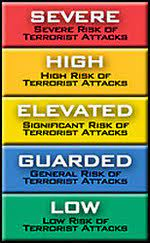 SEVERE
SEVERE RISK OF
TERRORIST ATTACKS
HIGH
HIGH RISK OF
TERRORIST ATTACKS
ELEVATED
SIGNIFICANT RISK OF
TERRORIST ATTACKS
GUARDED
GENERAL RISK OF
TERRORIST ATTACKS
LOW
LOW RISK OF
TERRORIST ATTACKS